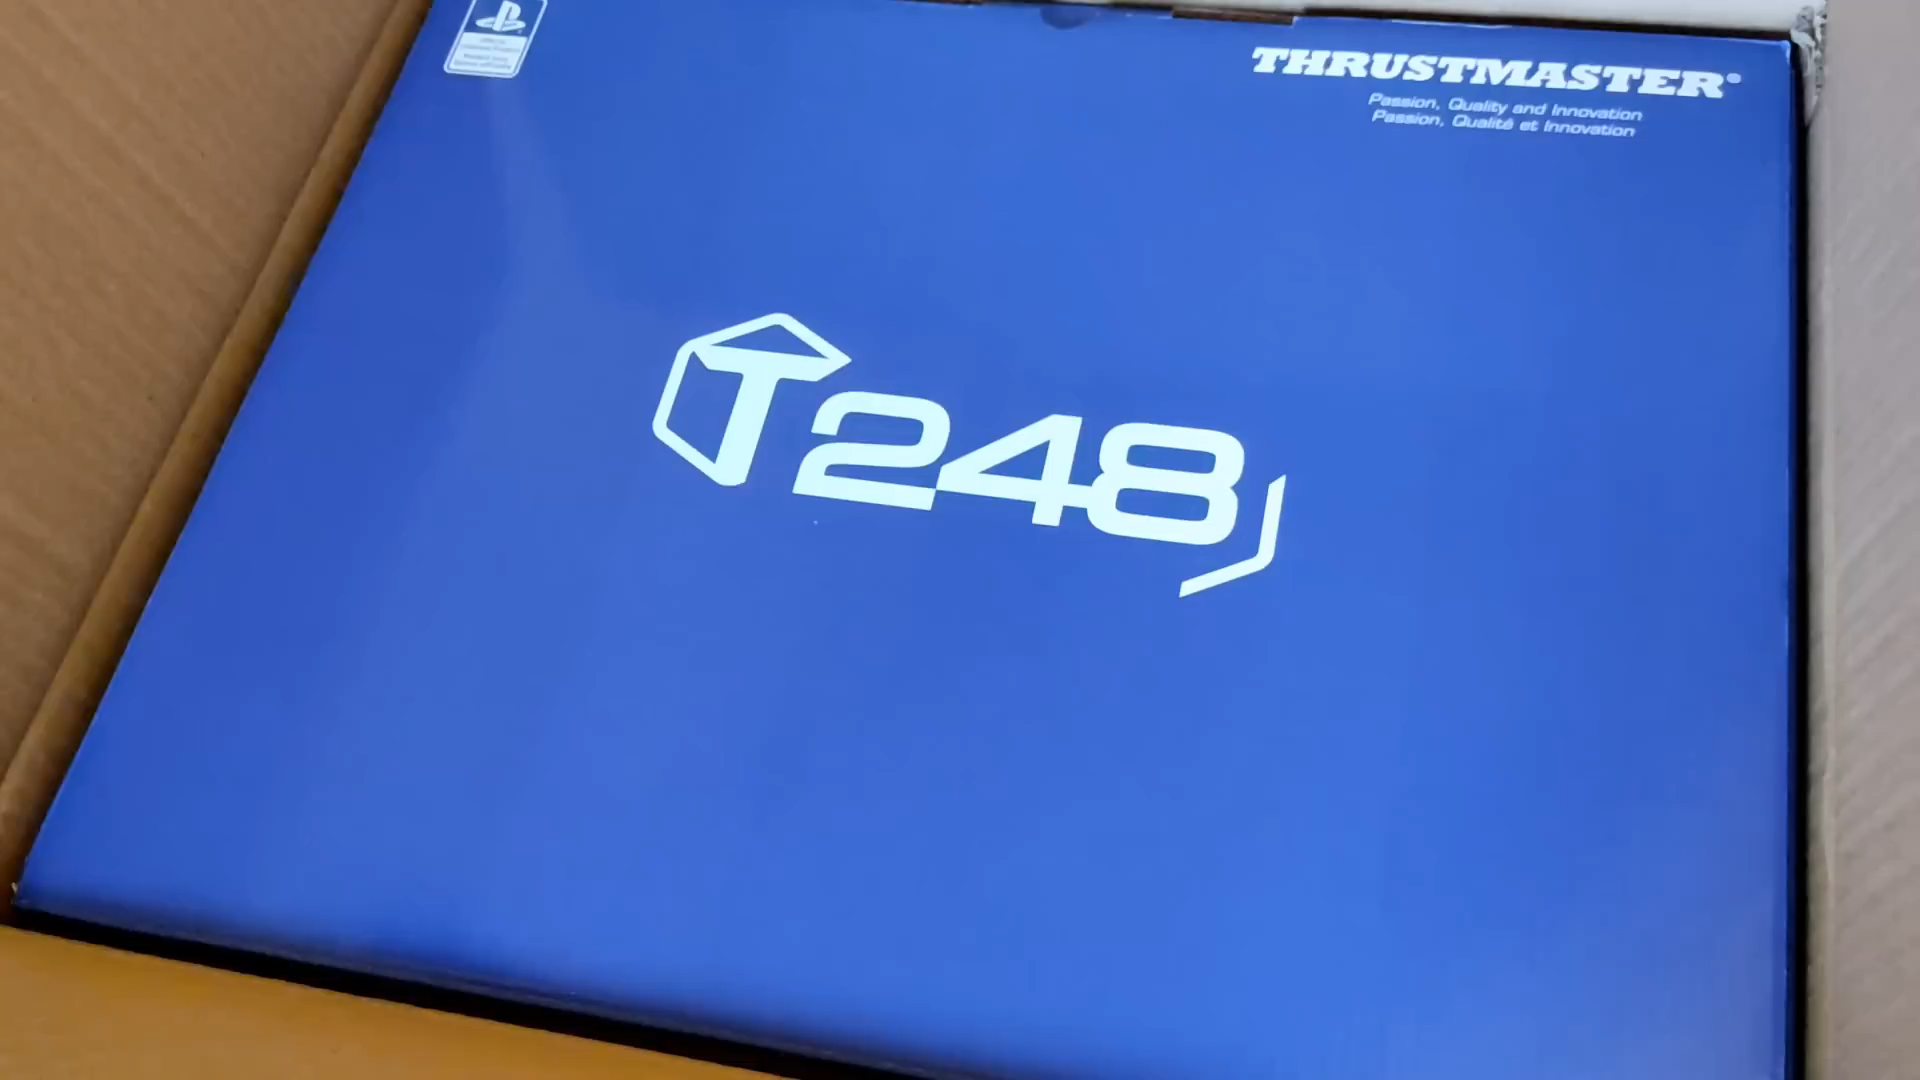 THRUSTMASTER®
Passion, Quality and Innovation
Passion, Qualité et Innovation
T248